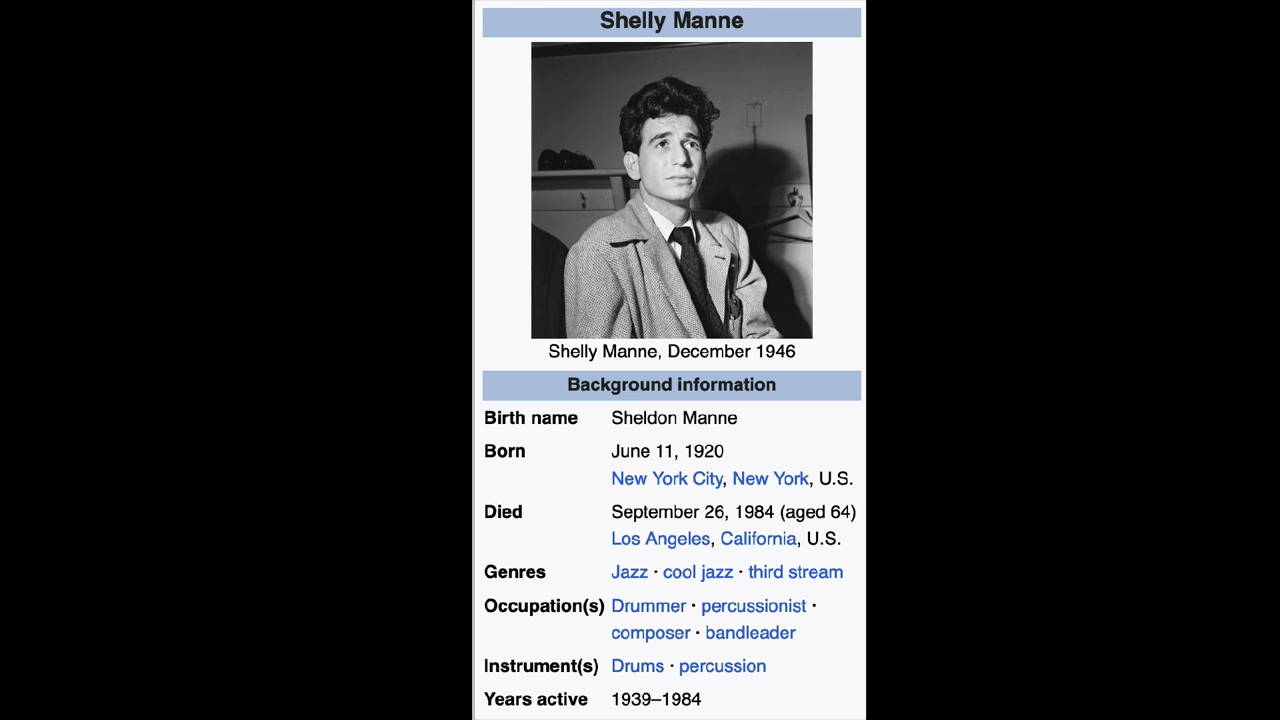 Shelly Manne
Shelly Manne, December 1946
Background information
Birth name Sheldon Manne
Born June 11, 1920
New York City, New York, U.S.
Died September 26, 1984 (aged 64)
Los Angeles, California, U.S.
Genres Jazz · cool jazz · third stream
Occupation(s) Drummer · percussionist ·
composer · bandleader
Instrument(s) Drums · percussion
Years active 1939–1984